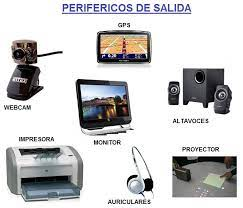 PERIFERICOS DE SALIDA
GPS
WEBCAM
ALTAVOCES
IMPRESORA
MONITOR
PROYECTOR
AURICULARES